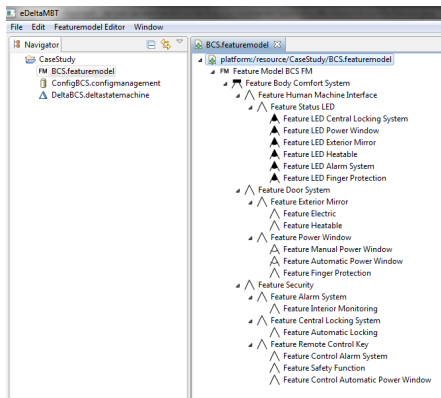 eDeltaMBT
File Edit Featuremodel Editor Window
Navigator
CaseStudy
FM BCS.featuremodel
ConfigBCS.configmanagement
DeltaBCS.deltastatemachine
BCS.featuremodel
platform:/resource/CaseStudy/BCS.featuremodel
FM Feature Model BCS FM
Feature Body Comfort System
Feature Human Machine Interface
Feature Status LED
Feature LED Central Locking System
Feature LED Power Window
Feature LED Exterior Mirror
Feature LED Heatable
Feature LED Alarm System
Feature LED Finger Protection
Feature Door System
Feature Exterior Mirror
Feature Electric
Feature Heatable
Feature Power Window
Feature Manual Power Window
Feature Automatic Power Window
Feature Finger Protection
Feature Security
Feature Alarm System
Feature Interior Monitoring
Feature Central Locking System
Feature Automatic Locking
Feature Remote Control Key
Feature Control Alarm System
Feature Safety Function
Feature Control Automatic Power Window